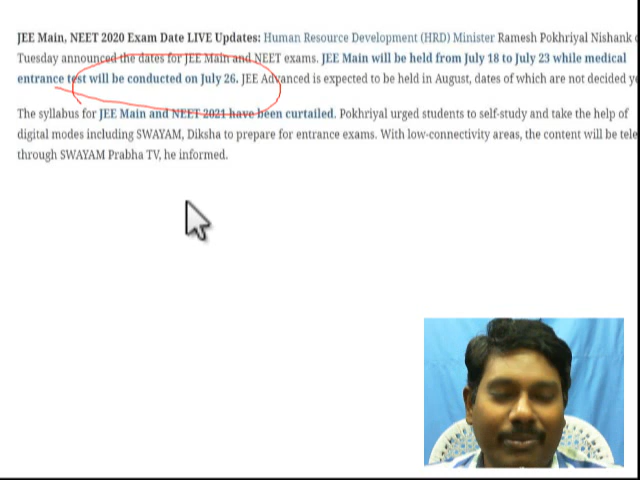 JEE Main, NEET 2020 Exam Date LIVE Updates: Human Resource Development (HRD) Minister Ramesh Pokhriyal Nishank
Tuesday announced the dates for JEE Main and NEET exams. JEE Main will be held from July 18 to July 23 while medical
entrance test will be conducted on July 26. JEE Advanced is expected to be held in August, dates of which are not decided
The syllabus for JEE Main and NEET 2021 have been curtailed. Pokhriyal urged students to self-study and take the help of
digital modes including SWAYAM, Diksha to prepare for entrance exams. With low-connectivity areas, the content will be
through SWAYAM Prabha TV, he informed.